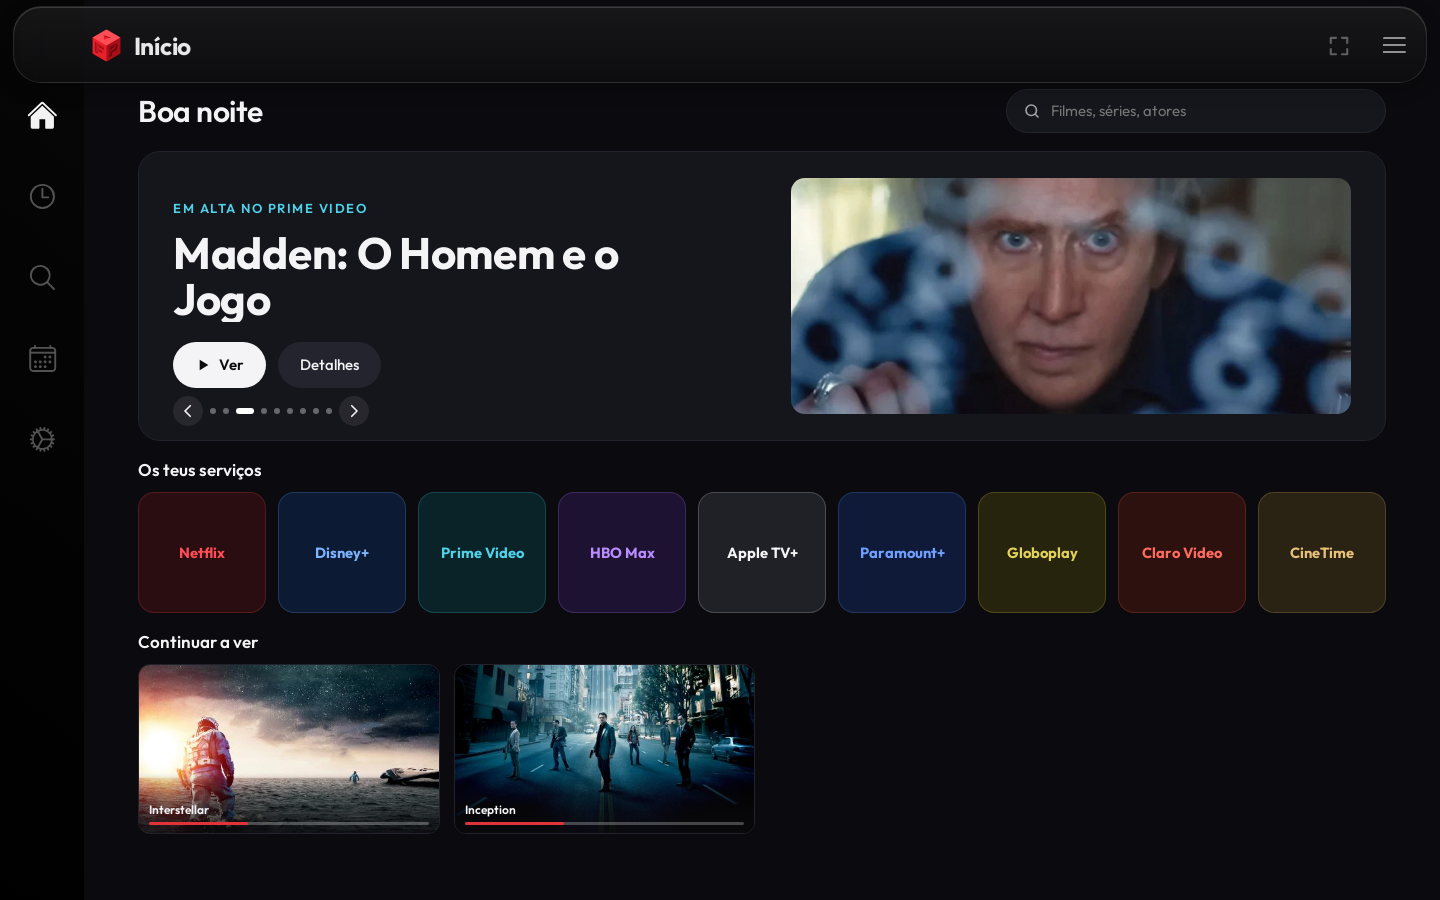 Início
Boa noite
Filmes, séries, atores
EM ALTA NO PRIME VIDEO
Madden: O Homem e o
Jogo
Ver
Detalhes
Os teus serviços
Netflix
Disney+
Prime Video
HBO Max
Apple TV+
Paramount+
Globoplay
Claro Video
CineTime
Continuar a ver
Interstellar
Inception